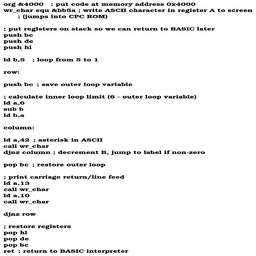 org &4000   ; put code at memory address 0x4000
wr_char equ &bb5a ; write ASCII character in register A to screen
; (jumps into CPC ROM)
; put registers on stack so we can return to BASIC later
push bc
push de
push hl
ld b,5   ; loop from 5 to 1
row:
push bc ; save outer loop variable
; calculate inner loop limit (6 - outer loop variable)
ld a,6
sub b
ld b,a
column:
ld a,42 ; asterisk in ASCII
call wr_char
djnz column ; decrement B, jump to label if non-zero
pop bc ; restore outer loop
; print carriage return/line feed
ld a,13
call wr_char
ld a,10
call wr_char
djnz row
; restore registers
pop hl
pop de
pop bc
ret ; return to BASIC interpreter